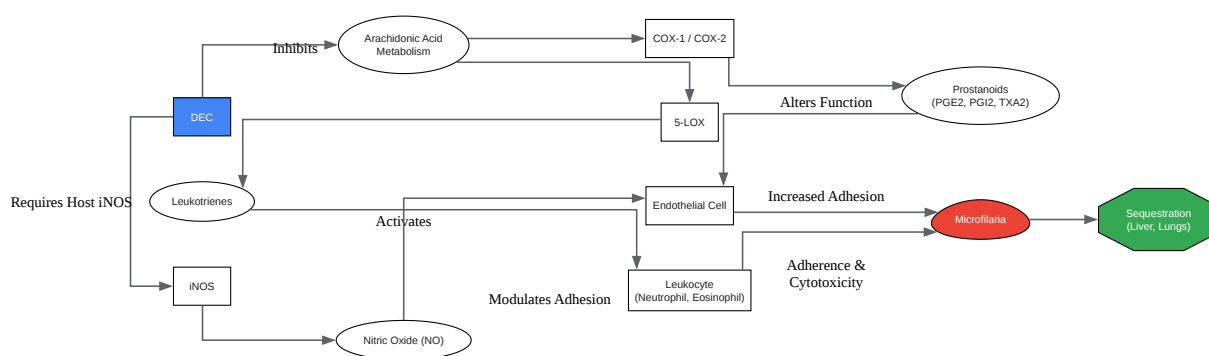 Arachidonic Acid
Metabolism
COX-1 / COX-2
Inhibits
Prostanoids
(PGE2, PGI2, TXA2)
Alters Function
DEC
5-LOX
Requires Host iNOS
Leukotrienes
Activates
Endothelial Cell
Increased Adhesion
Microfilaria
Sequestration
(Liver, Lungs)
iNOS
Modulates Adhesion
Leukocyte
(Neutrophil, Eosinophil)
Adherence &
Cytotoxicity
Nitric Oxide (NO)